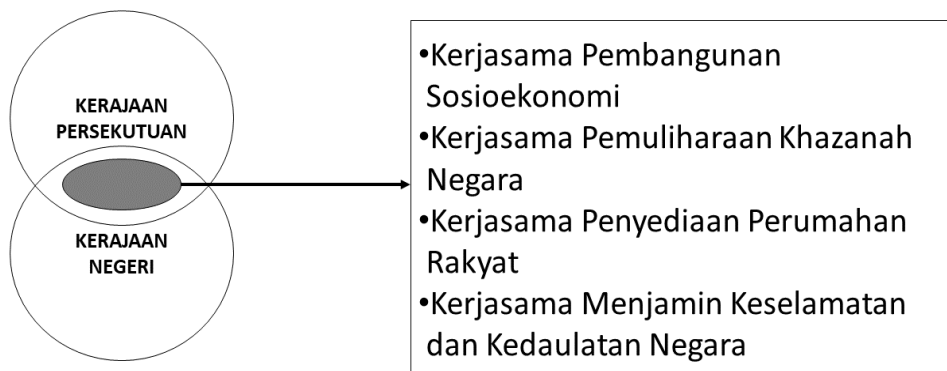 KERAJAAN
PERSEKUTUAN
KERAJAAN
NEGERI
•Kerjasama Pembangunan
Sosioekonomi
•Kerjasama Pemuliharaan Khazanah
Negara
•Kerjasama Penyediaan Perumahan
Rakyat
•Kerjasama Menjamin Keselamatan
dan Kedaulatan Negara